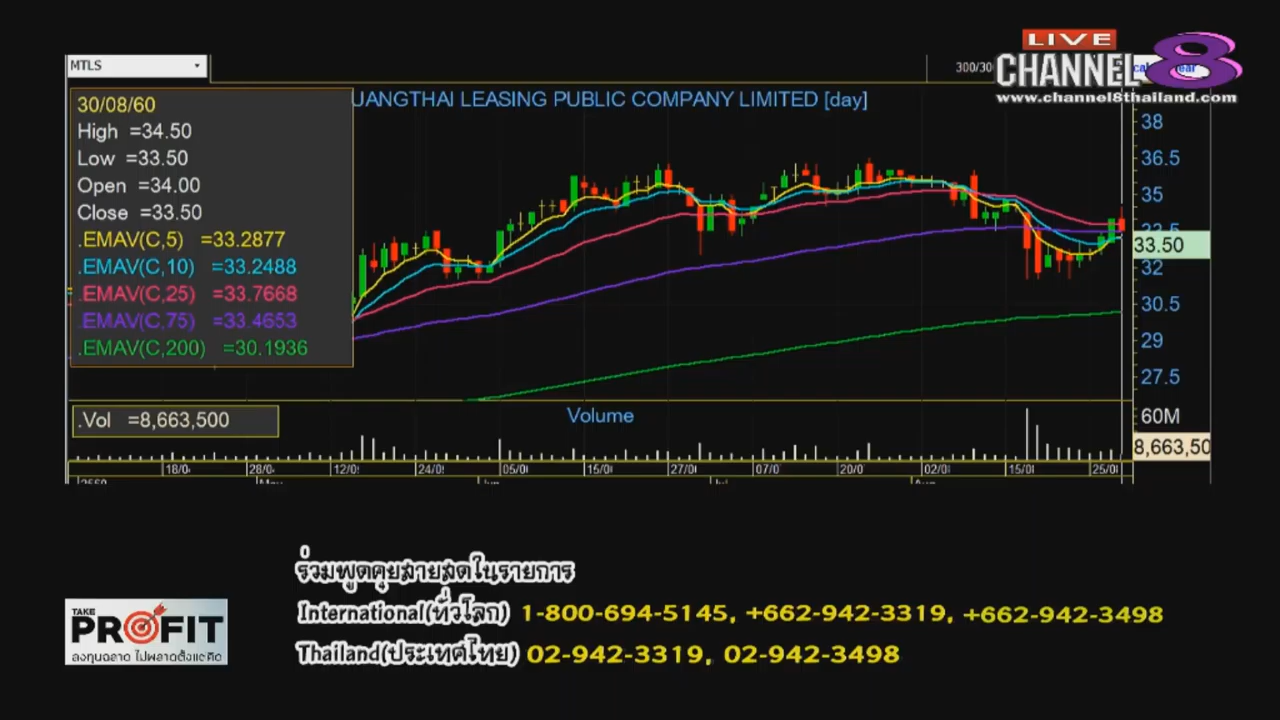 LIVE
CHANNEL 8
www.channel8thailand.com
MTLS
300/30
UANGTHAI LEASING PUBLIC COMPANY LIMITED [day]
30/08/60
High =34.50
Low =33.50
Open =34.00
Close =33.50
.EMAV(C,5) =33.2877
.EMAV(C,10) =33.2488
.EMAV(C,25) =33.7668
.EMAV(C,75) =33.4653
.EMAV(C,200) =30.1936
38
36.5
35
33.50
32
30.5
29
27.5
.Vol =8,663,500
Volume
60M
8,663,50
18/0 28/0 12/0 24/0 05/0 15/0 27/0 07/0 20/0 02/0 15/0 25/0
ร่วมพูดคุยสายสดในรายการ
International(ทั่วโลก) 1-800-694-5145, +662-942-3319, +662-942-3498
Thailand(ประเทศไทย) 02-942-3319, 02-942-3498
TAKE
PROFIT
ลงทุนฉลาด ไม่พลาดตั้งแต่คิด